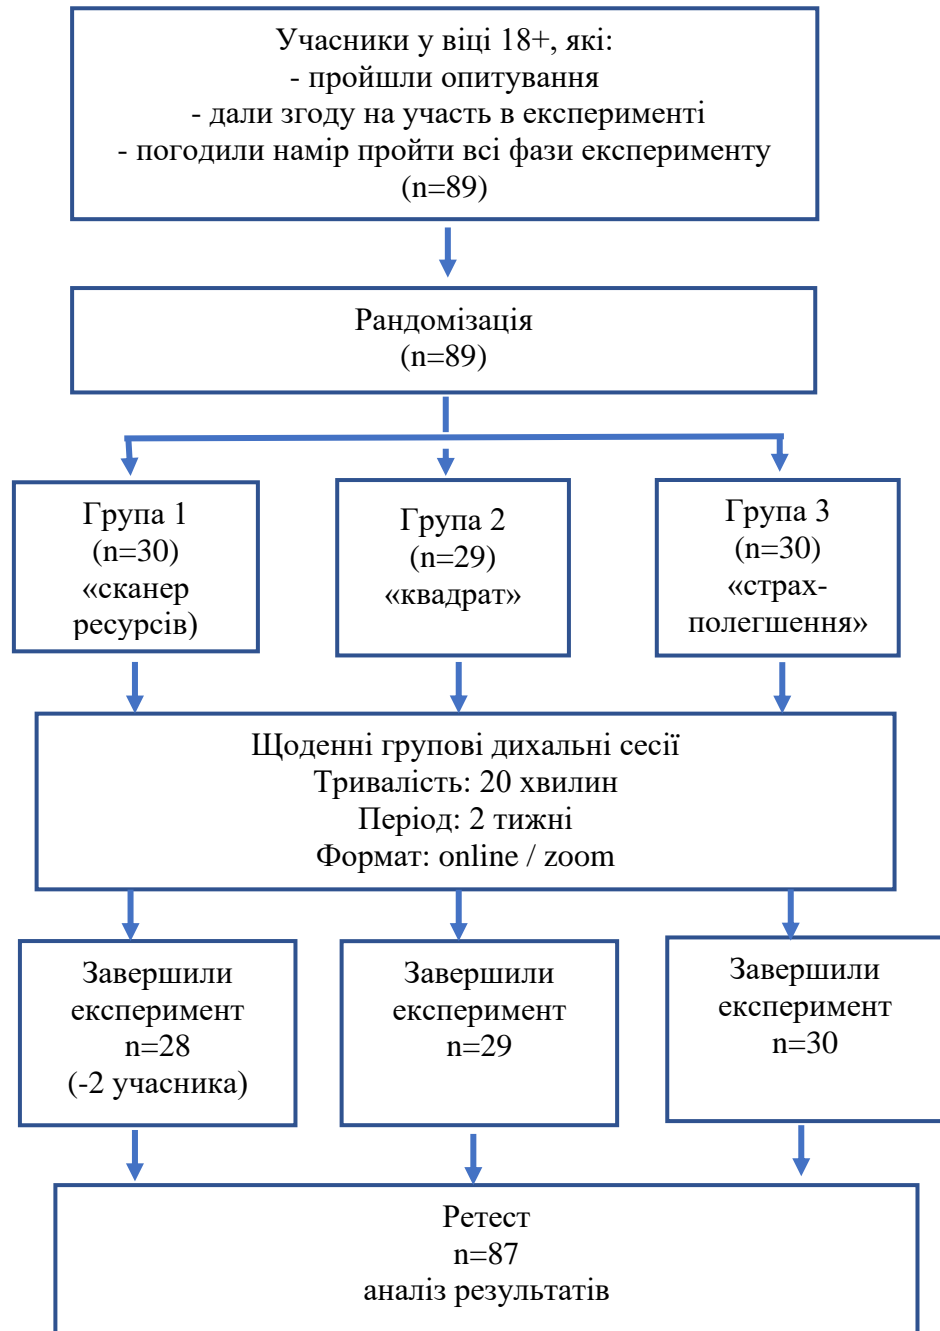 Учасники у віці 18+, які:
- пройшли опитування
- дали згоду на участь в експерименті
- погодили намір пройти всі фази експерименту
(n=89)
Рандомізація
(n=89)
Група 1
(n=30)
«сканер
ресурсів)
Група 2
(n=29)
«квадрат»
Група 3
(n=30)
«страх-
полегшення»
Щоденні групові дихальні сесії
Тривалість: 20 хвилин
Період: 2 тижні
Формат: online / zoom
Завершили
експеримент
n=28
(-2 учасника)
Завершили
експеримент
n=29
Завершили
експеримент
n=30
Ретест
n=87
аналіз результатів